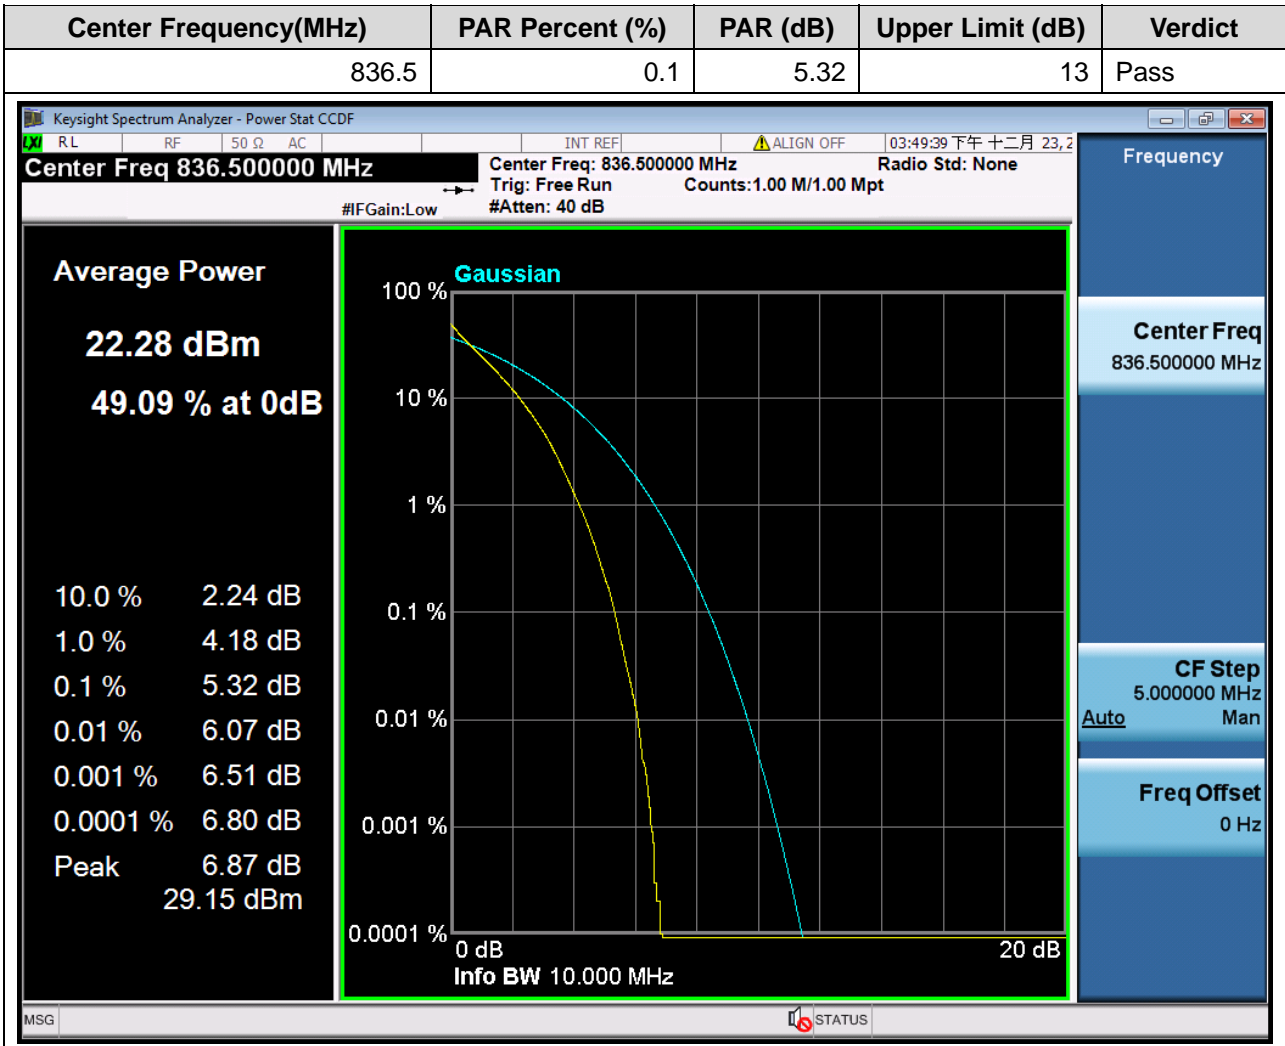 Center Frequency(MHz) PAR Percent (%) PAR (dB) Upper Limit (dB) Verdict
836.5 0.1 5.32 13 Pass
Keysight Spectrum Analyzer - Power Stat CCDF
LXI RL RF 50 Ω AC INT REF ALIGN OFF 03:49:39 下午 十二月 23, 2
Center Freq 836.500000 MHz
Center Freq: 836.500000 MHz Radio Std: None
Trig: Free Run Counts:1.00 M/1.00 Mpt
#IFGain:Low #Atten: 40 dB
Average Power
22.28 dBm
49.09 % at 0dB
10.0 % 2.24 dB
1.0 % 4.18 dB
0.1 % 5.32 dB
0.01 % 6.07 dB
0.001 % 6.51 dB
0.0001 % 6.80 dB
Peak 6.87 dB
29.15 dBm
Gaussian
100 %
10 %
1 %
0.1 %
0.01 %
0.001 %
0.0001 %
0 dB 20 dB
Info BW 10.000 MHz
Frequency
Center Freq
836.500000 MHz
CF Step
5.000000 MHz
Auto Man
Freq Offset
0 Hz
MSG STATUS